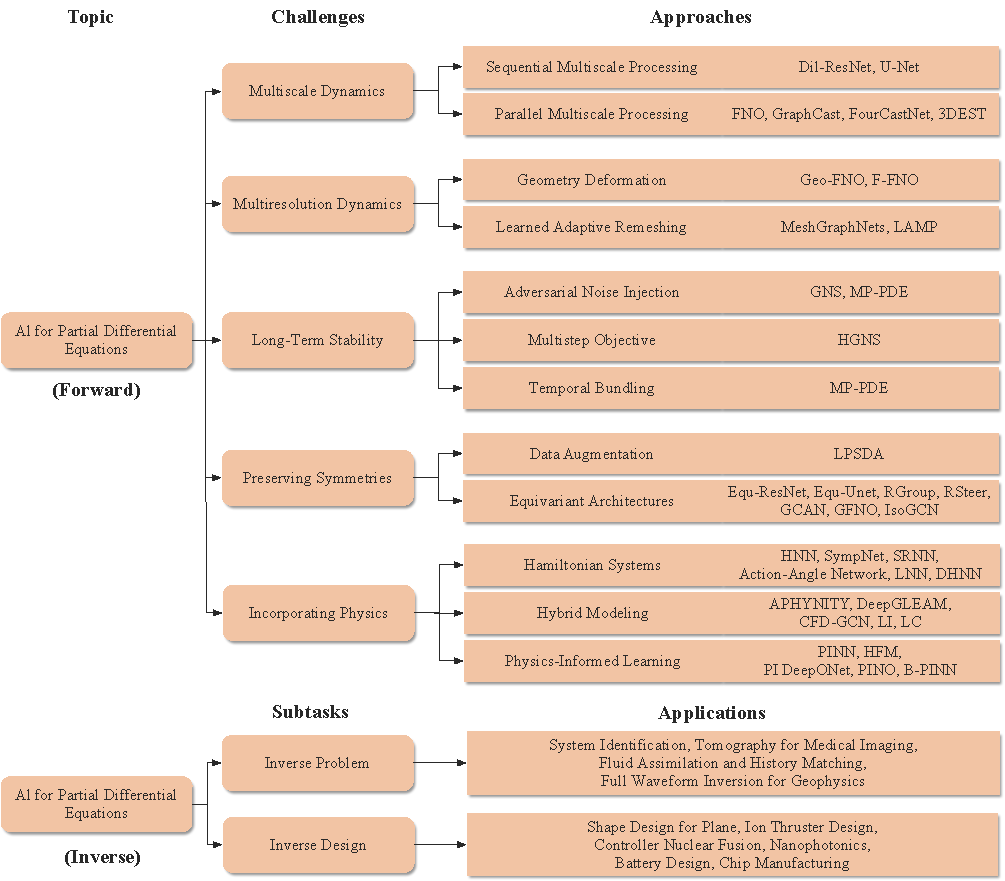 Topic
Challenges
Approaches
Multiscale Dynamics
Sequential Multiscale Processing
Dil-ResNet, U-Net
Parallel Multiscale Processing
FNO, GraphCast, FourCastNet, 3DEST
Multiresolution Dynamics
Geometry Deformation
Geo-FNO, F-FNO
Learned Adaptive Remeshing
MeshGraphNets, LAMP
AI for Partial Differential
Equations
(Forward)
Long-Term Stability
Adversarial Noise Injection
GNS, MP-PDE
Multistep Objective
HGNS
Temporal Bundling
MP-PDE
Preserving Symmetries
Data Augmentation
LPSDA
Equivariant Architectures
Equ-ResNet, Equ-Unet, RGroup, RSteer,
GCAN, GFNO, IsoGCN
Incorporating Physics
Hamiltonian Systems
HNN, SympNet, SRNN,
Action-Angle Network, LNN, DHNN
Hybrid Modeling
APHYNITY, DeepGLEAM,
CFD-GCN, LI, LC
Physics-Informed Learning
PINN, HFM,
PI DeepONet, PINO, B-PINN
Subtasks
Applications
AI for Partial Differential
Equations
(Inverse)
Inverse Problem
System Identification, Tomography for Medical Imaging,
Fluid Assimilation and History Matching,
Full Waveform Inversion for Geophysics
Inverse Design
Shape Design for Plane, Ion Thruster Design,
Controller Nuclear Fusion, Nanophotonics,
Battery Design, Chip Manufacturing